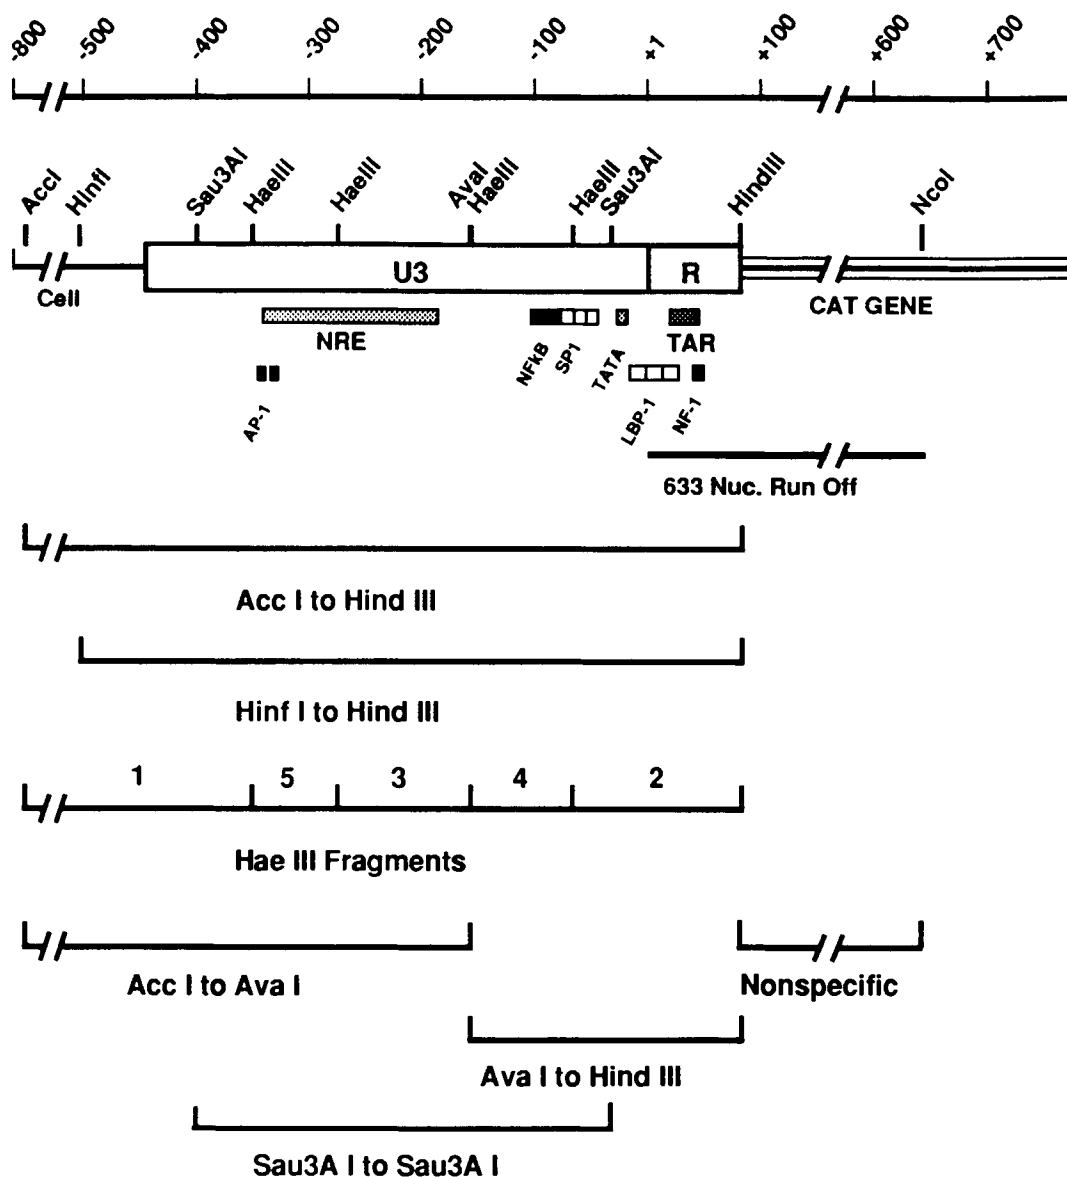 -800 -500 -400 -300 -200 -100 +1 +100 +600 +700
AccI HinfI Sau3AI HaeIII HaeIII AvaI HaeIII HaeIII Sau3AI HindIII NcoI
U3 R
Cell
CAT GENE
NRE NFkB SP1 TATA TAR
AP-1 LBP-1 NF-1
633 Nuc. Run Off
Acc I to Hind III
Hinf I to Hind III
1 5 3 4 2
Hae III Fragments
Acc I to Ava I Nonspecific
Ava I to Hind III
Sau3A I to Sau3A I